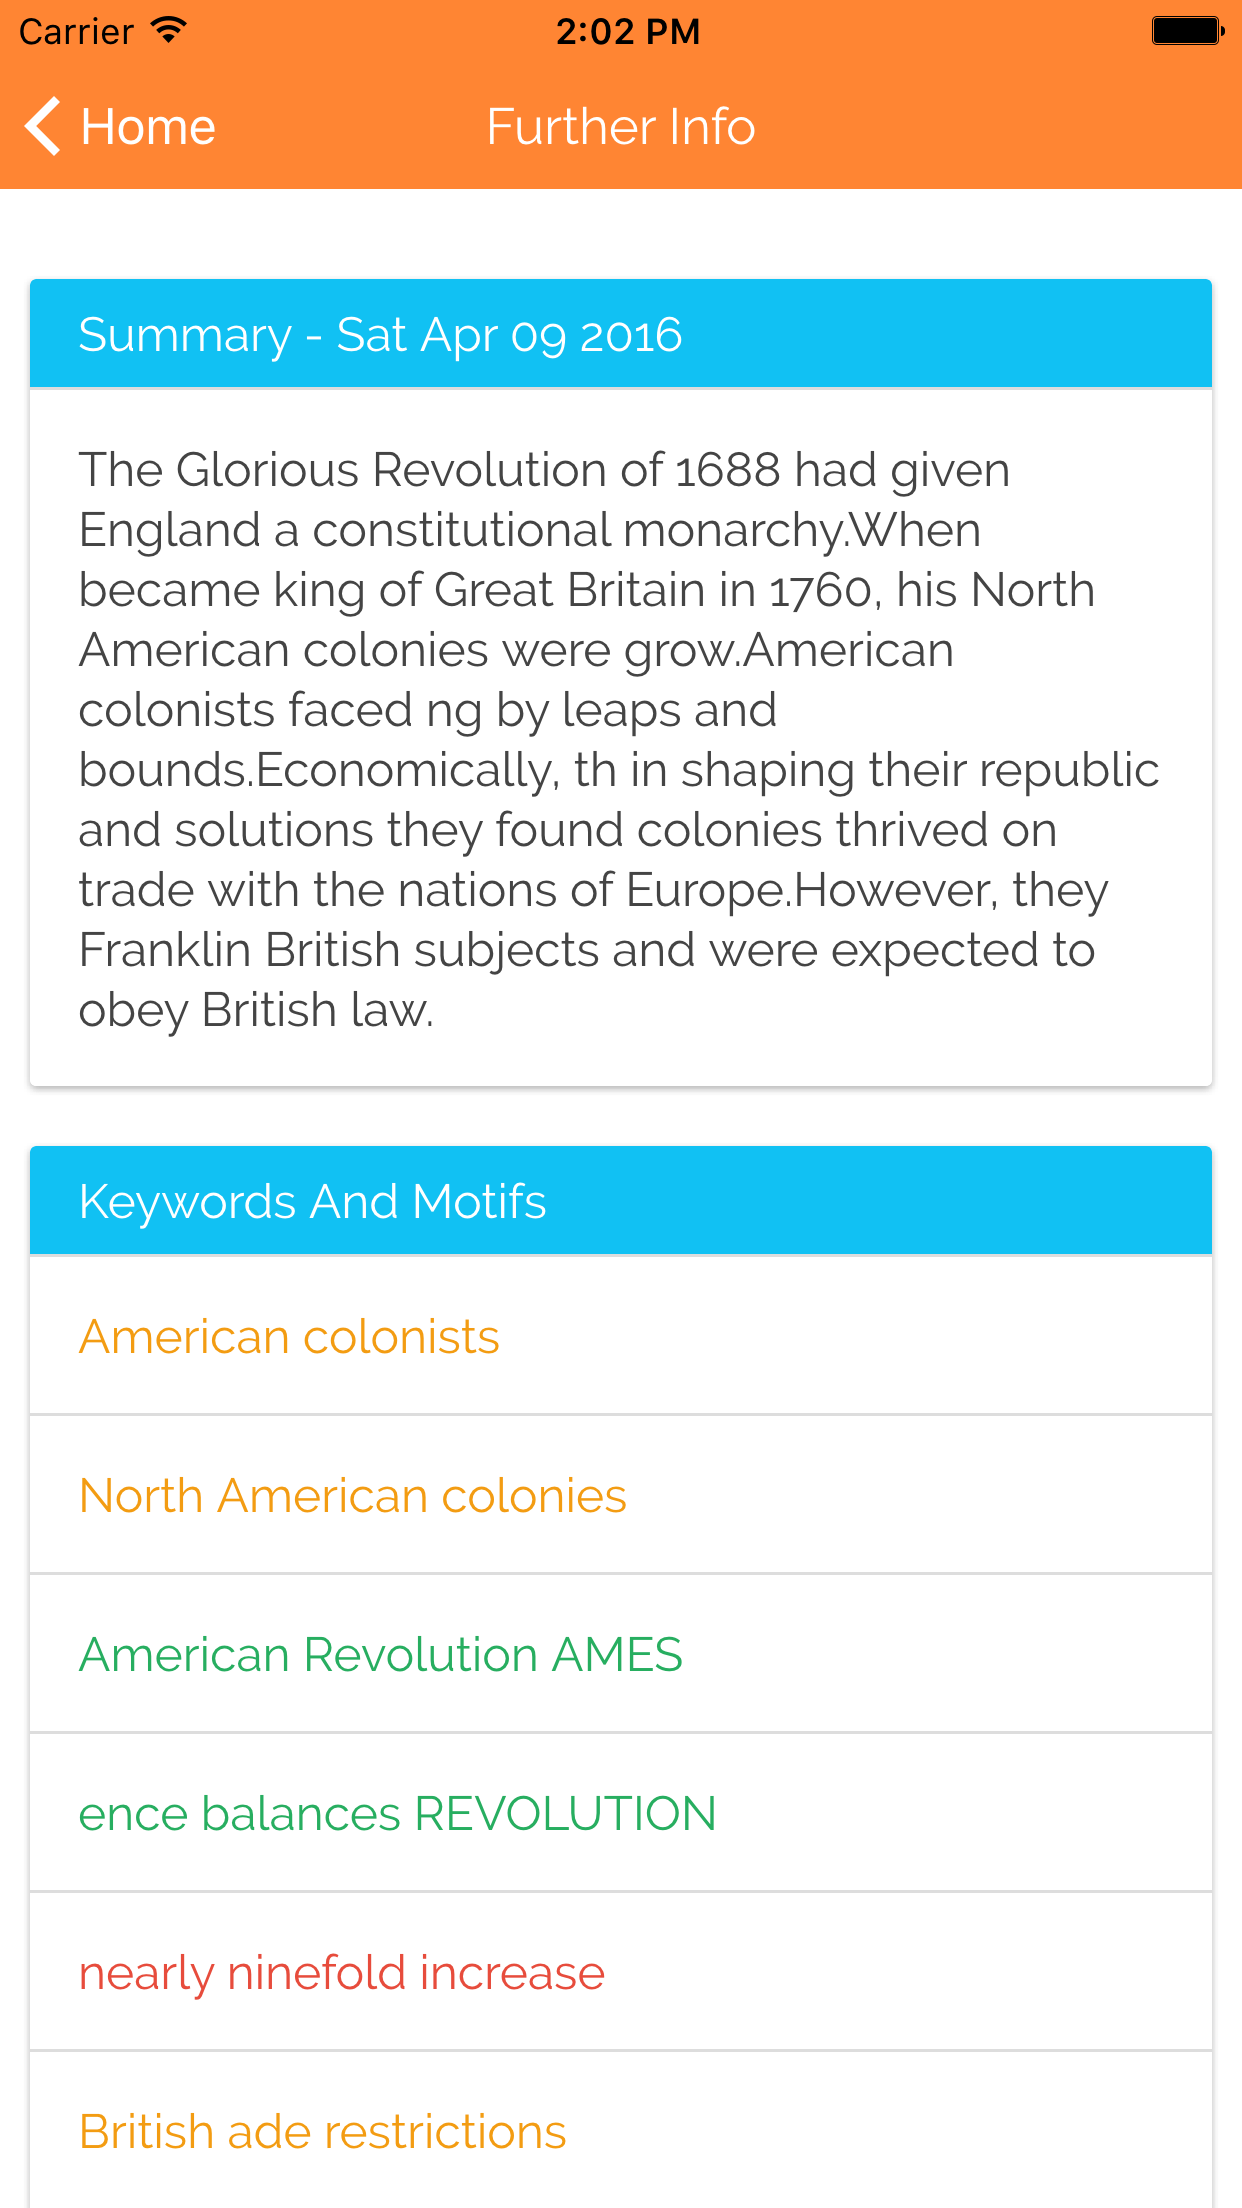 Carrier
2:02 PM
Home
Further Info
Summary - Sat Apr 09 2016
The Glorious Revolution of 1688 had given
England a constitutional monarchy.When
became king of Great Britain in 1760, his North
American colonies were grow.American
colonists faced ng by leaps and
bounds.Economically, th in shaping their republic
and solutions they found colonies thrived on
trade with the nations of Europe.However, they
Franklin British subjects and were expected to
obey British law.
Keywords And Motifs
American colonists
North American colonies
American Revolution AMES
ence balances REVOLUTION
nearly ninefold increase
British ade restrictions